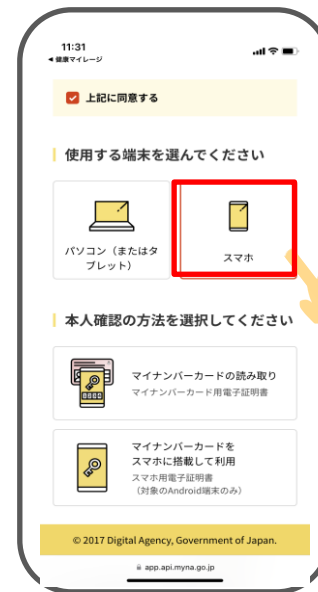 11:31
◀ 健康マイレージ
上記に同意する
使用する端末を選んでください
パソコン（またはタ
ブレット）
スマホ
本人確認の方法を選択してください
マイナンバーカードの読み取り
マイナンバーカード用電子証明書
マイナンバーカードを
スマホに搭載して利用
スマホ用電子証明書
（対象のAndroid端末のみ）
© 2017 Digital Agency, Government of Japan.
app.api.myna.go.jp